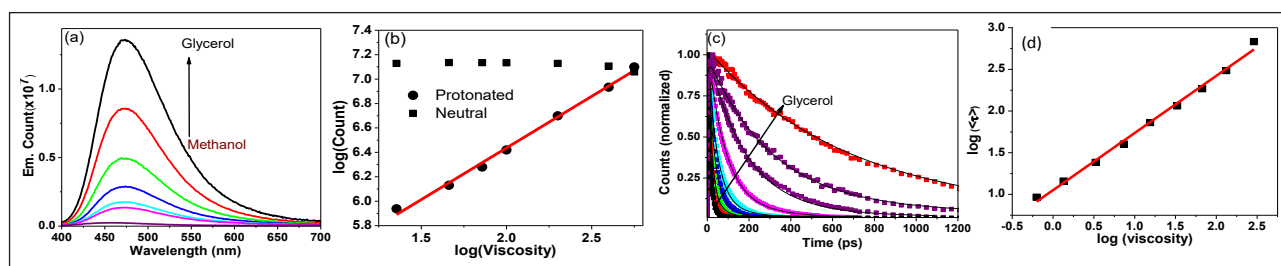 (a)
Glycerol
Methanol
Em. Count(x10⁷)
1.0
0.5
0.0
400 450 500 550 600 650 700
Wavelength (nm)
(b)
Protonated
Neutral
log(Count)
7.4
7.2
7.0
6.8
6.6
6.4
6.2
6.0
5.8
1.5 2.0 2.5
log(Viscosity)
(c)
Glycerol
Counts (normalized)
1.00
0.75
0.50
0.25
0 200 400 600 800 1000 1200
Time (ps)
(d)
log (<τ>)
3.0
2.5
2.0
1.5
1.0
-0.5 0.0 0.5 1.0 1.5 2.0 2.5
log (viscosity)